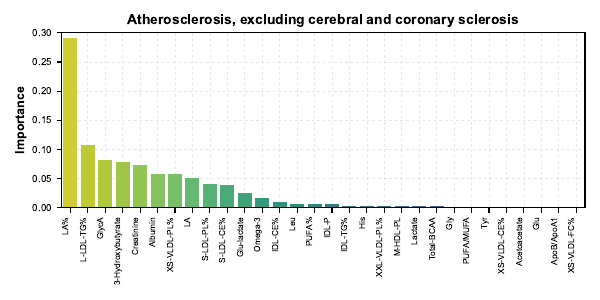 Atherosclerosis, excluding cerebral and coronary sclerosis
Importance
0.30
0.25
0.20
0.15
0.10
0.05
0.00
LA%
L-LDL-TG%
GlycA
3-Hydroxybutyrate
Creatinine
Albumin
XS-VLDL-PL%
LA
S-LDL-PL%
S-LDL-CE%
Glu-lactate
Omega-3
IDL-CE%
Leu
PUFA%
IDL-P
IDL-TG%
His
XXL-VLDL-PL%
M-HDL-PL
Lactate
Total-BCAA
Gly
PUFA/MUFA
Tyr
XS-VLDL-CE%
Acetoacetate
Glu
ApoB/ApoA1
XS-VLDL-FC%